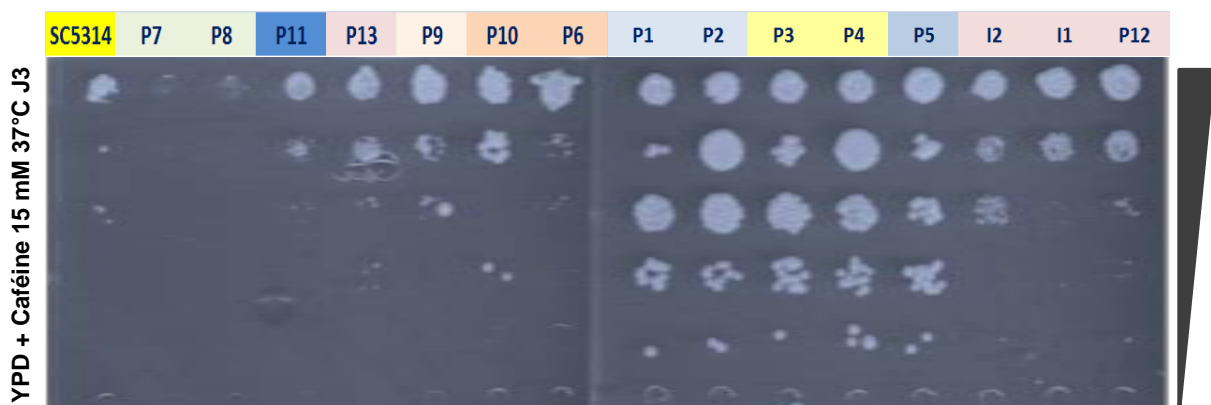 SC5314 P7 P8 P11 P13 P9 P10 P6 P1 P2 P3 P4 P5 I2 I1 P12
YPD + Caféine 15 mM 37°C J3